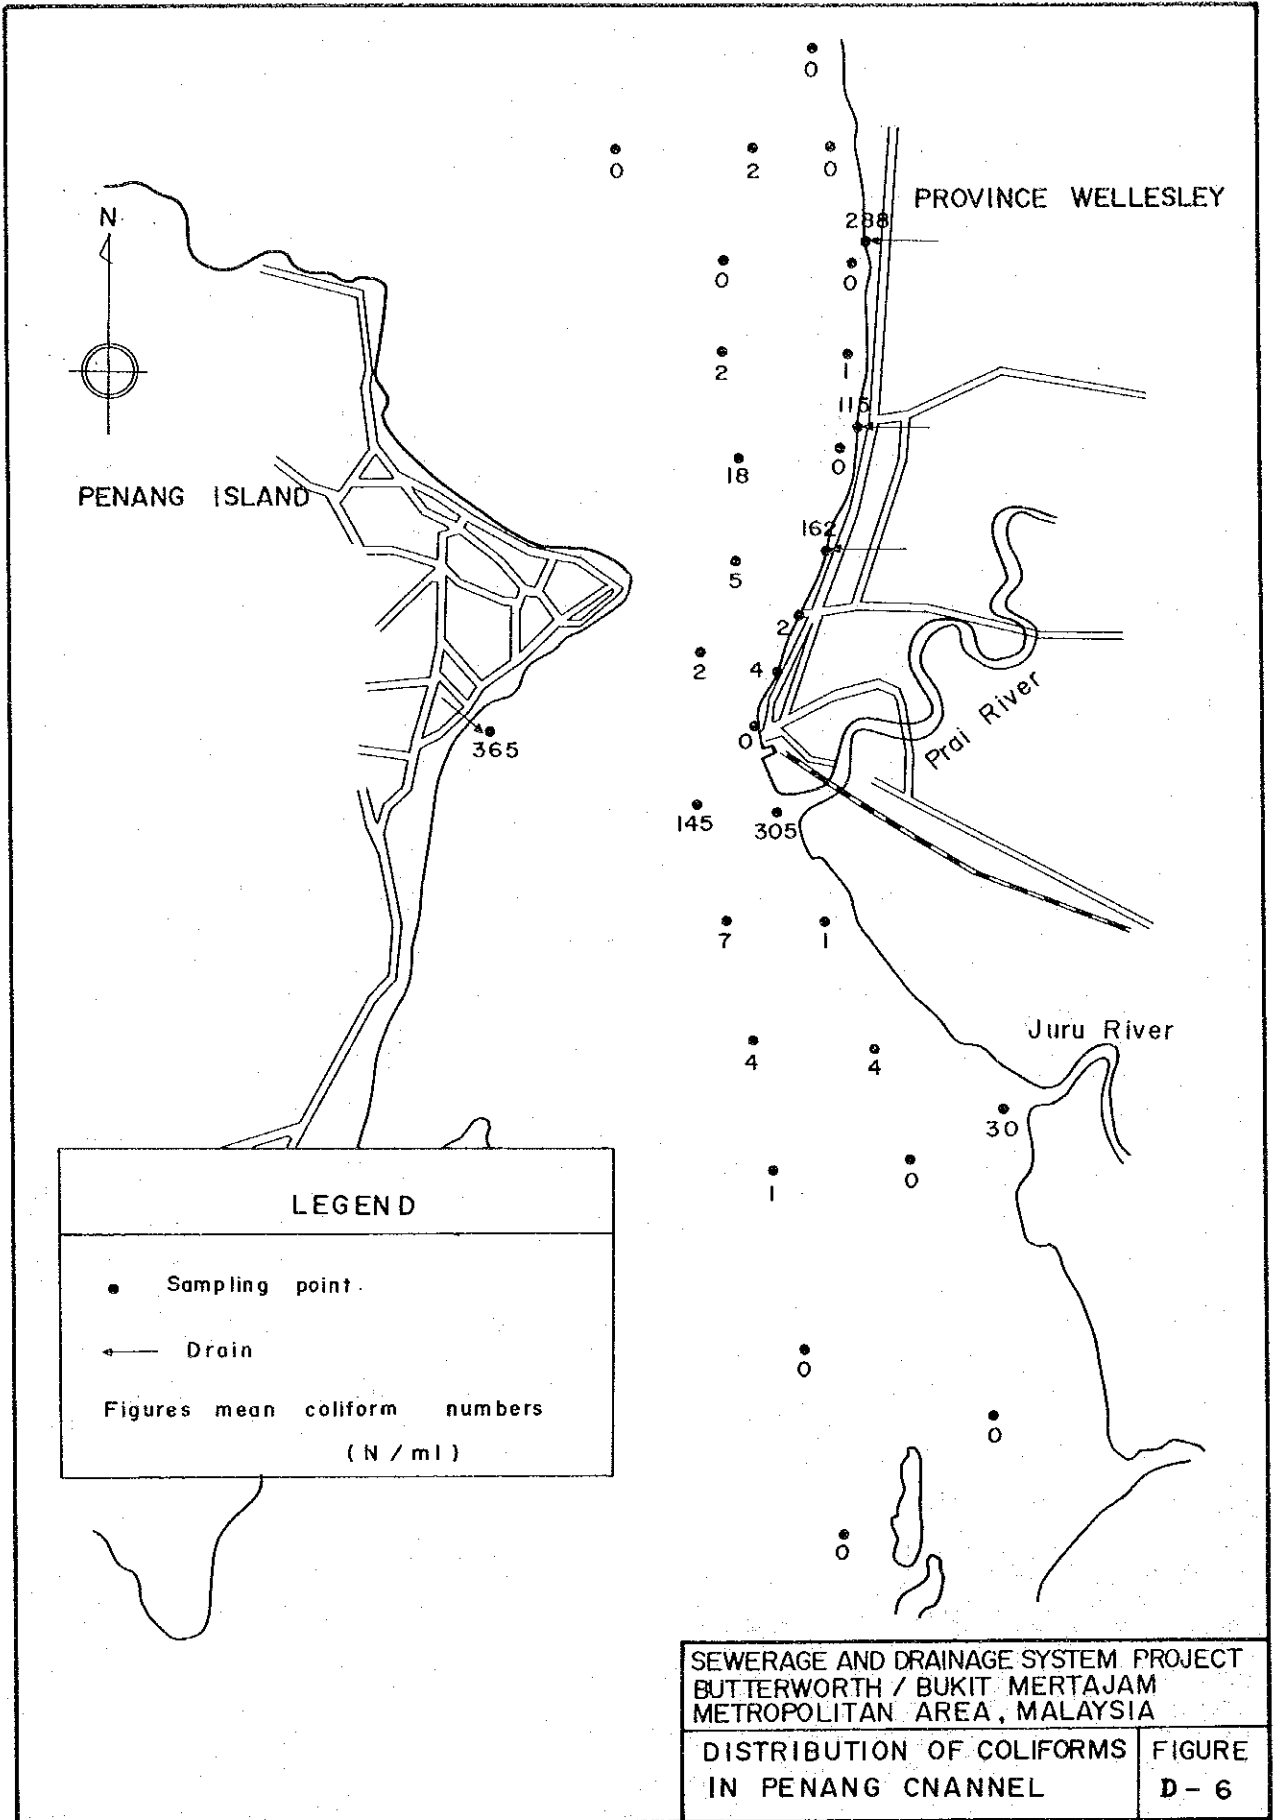 0
0
2
0
PROVINCE WELLESLEY
N
288
0
0
2
1
115
18
0
PENANG ISLAND
162
5
2
2
4
0
Prai River
365
145
305
7
1
Juru River
4
4
30
1
0
LEGEND
Sampling point
Drain
Figures mean coliform numbers
(N/ml)
0
0
0
SEWERAGE AND DRAINAGE SYSTEM PROJECT
BUTTERWORTH / BUKIT MERTAJAM
METROPOLITAN AREA, MALAYSIA
DISTRIBUTION OF COLIFORMS
IN PENANG CNANNEL
FIGURE
D-6